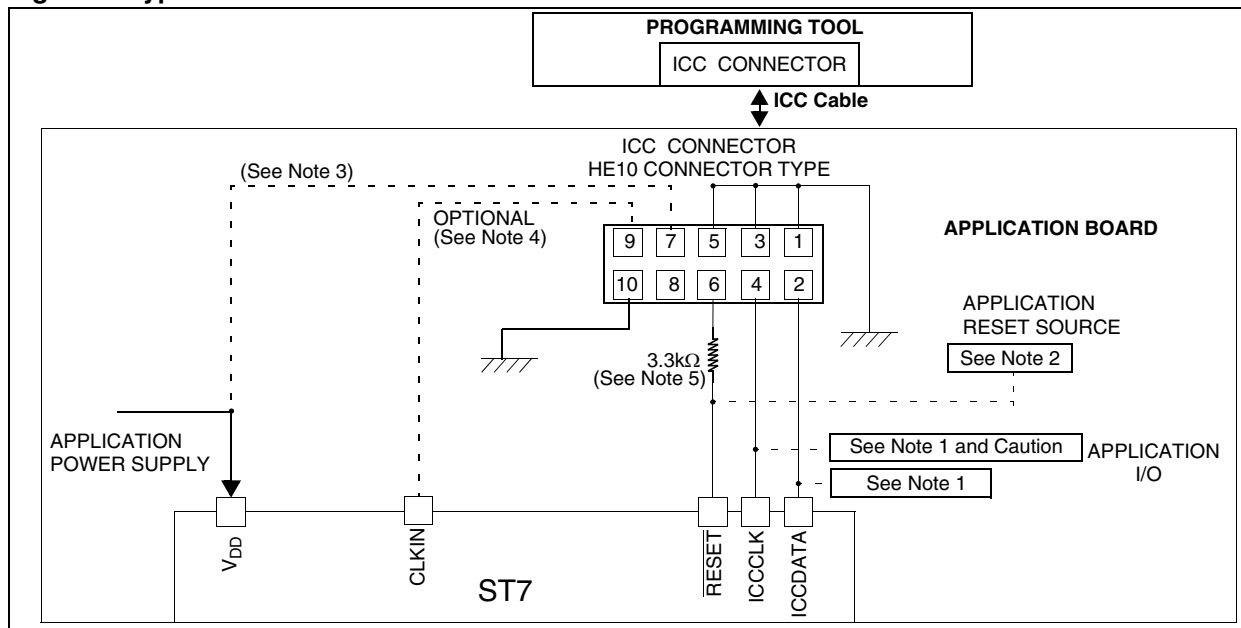 PROGRAMMING TOOL
ICC CONNECTOR
ICC Cable
ICC CONNECTOR
HE10 CONNECTOR TYPE
(See Note 3)
OPTIONAL
(See Note 4)
9 7 5 3 1
10 8 6 4 2
APPLICATION BOARD
APPLICATION
RESET SOURCE
See Note 2
3.3kΩ
(See Note 5)
APPLICATION
POWER SUPPLY
See Note 1 and Caution
See Note 1
APPLICATION
I/O
VDD
CLKIN
RESET
ICCCLK
ICCDATA
ST7